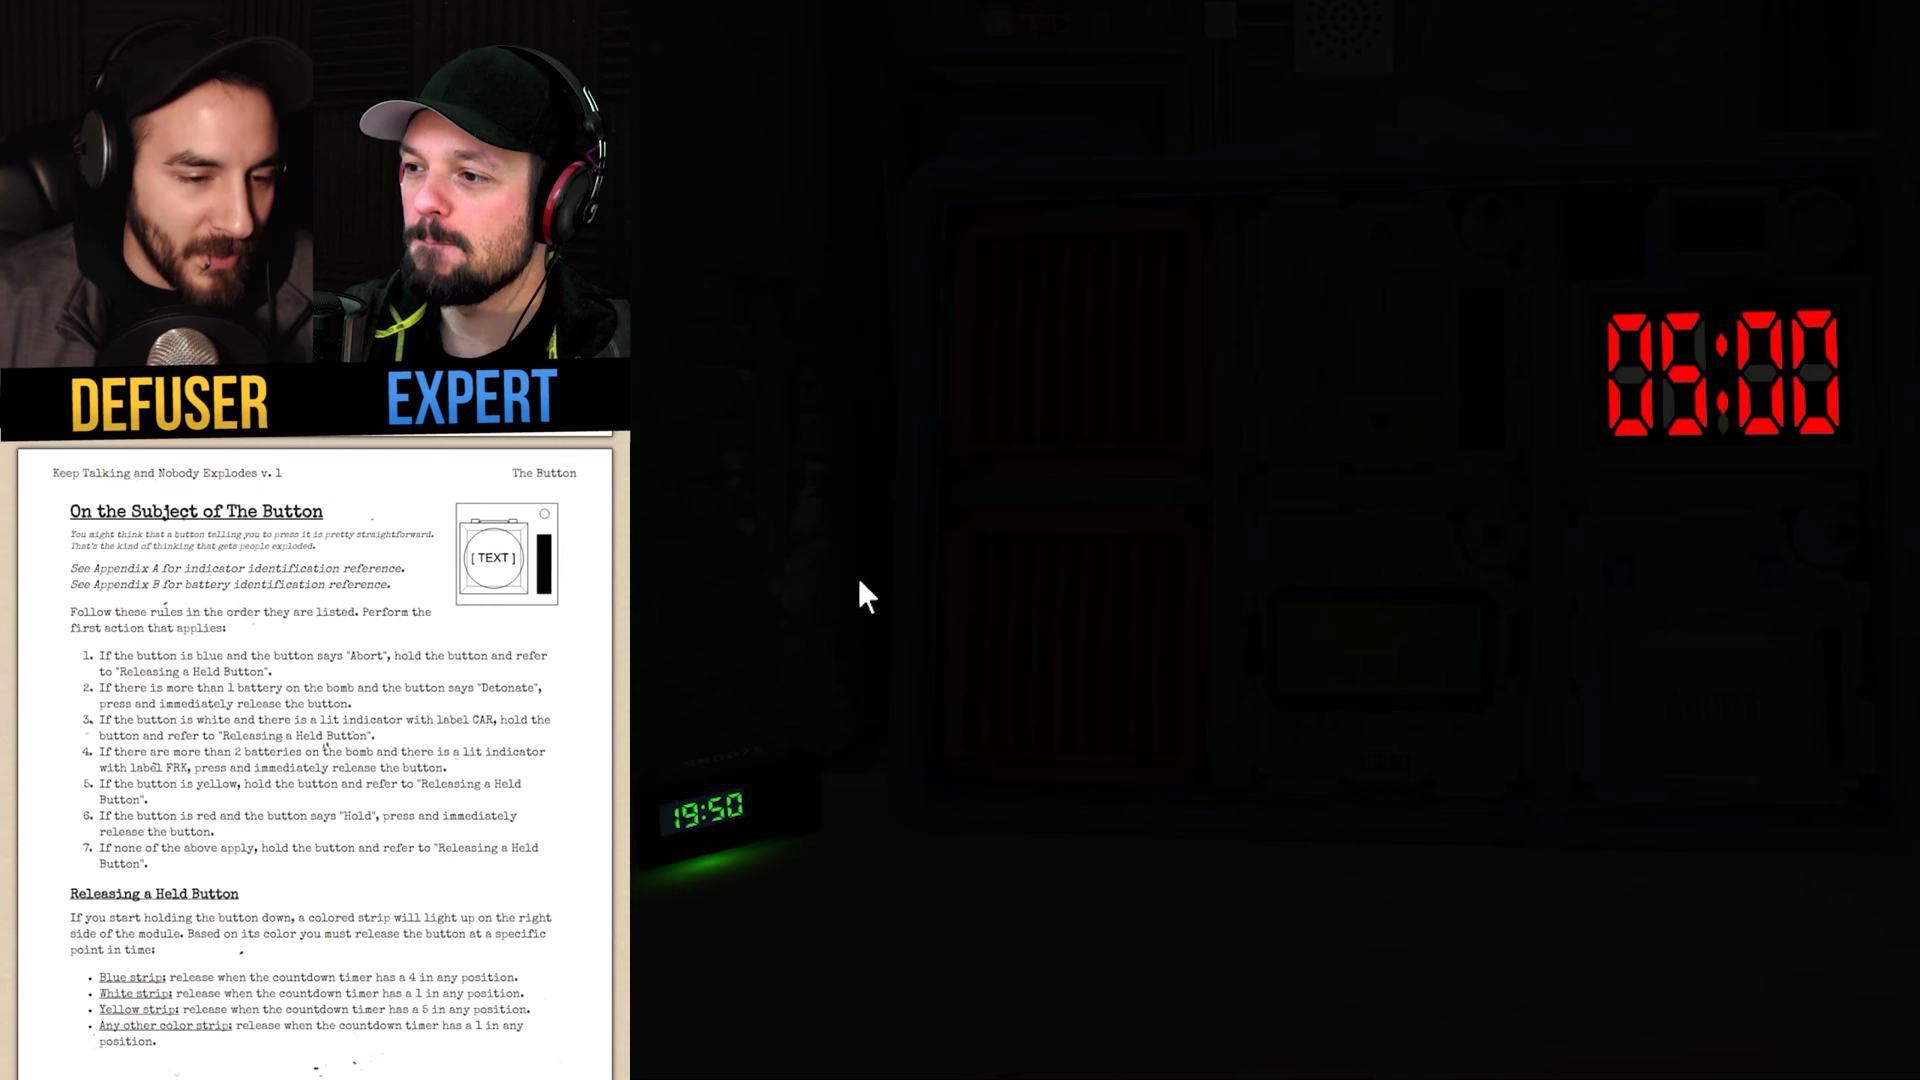 DEFUSER
EXPERT
Keep Talking and Nobody Explodes v. 1
The Button
On the Subject of The Button
You might think that a button telling you to press it is pretty straightforward.
That's the kind of thinking that gets people exploded.
[ TEXT ]
See Appendix A for indicator identification reference.
See Appendix B for battery identification reference.
Follow these rules in the order they are listed. Perform the
first action that applies:
1. If the button is blue and the button says "Abort", hold the button and refer
to "Releasing a Held Button".
2. If there is more than 1 battery on the bomb and the button says "Detonate",
press and immediately release the button.
3. If the button is white and there is a lit indicator with label CAR, hold the
button and refer to "Releasing a Held Button".
4. If there are more than 2 batteries on the bomb and there is a lit indicator
with label FRK, press and immediately release the button.
5. If the button is yellow, hold the button and refer to "Releasing a Held
Button".
6. If the button is red and the button says "Hold", press and immediately
release the button.
7. If none of the above apply, hold the button and refer to "Releasing a Held
Button".
Releasing a Held Button
If you start holding the button down, a colored strip will light up on the right
side of the module. Based on its color you must release the button at a specific
point in time:
• Blue strip: release when the countdown timer has a 4 in any position.
• White strip: release when the countdown timer has a 1 in any position.
• Yellow strip: release when the countdown timer has a 5 in any position.
• Any other color strip: release when the countdown timer has a 1 in any
position.
05:00
SNOOZE
19:50